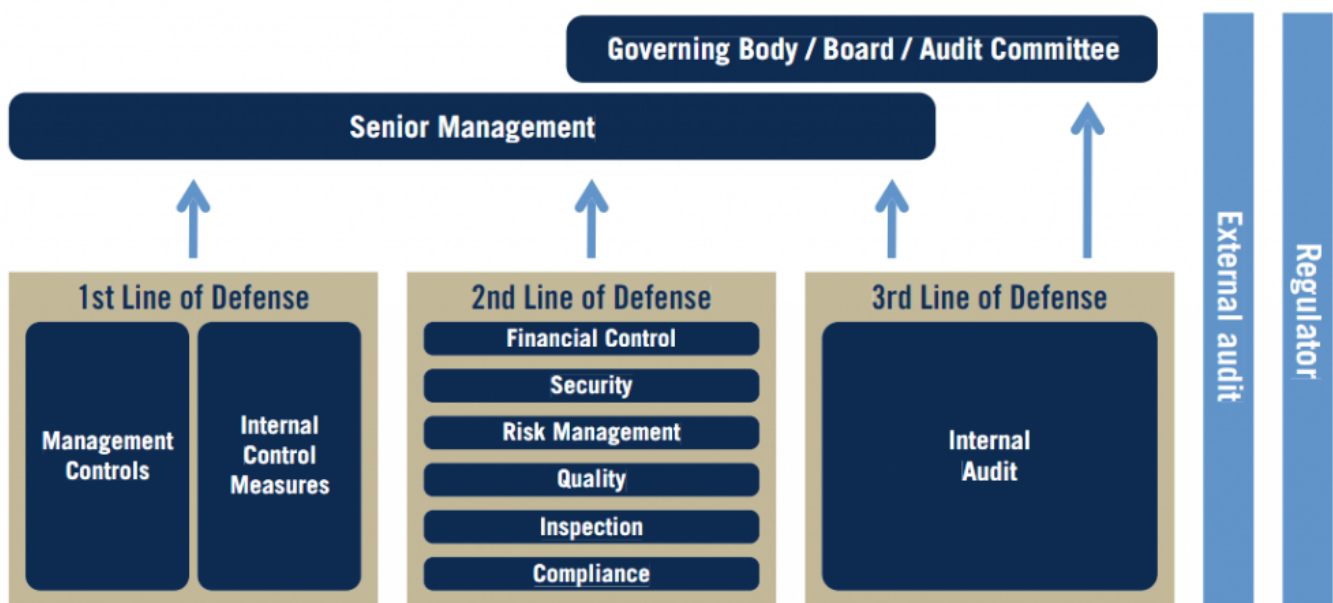 Governing Body / Board / Audit Committee
Senior Management
1st Line of Defense
Management
Controls
Internal
Control
Measures
2nd Line of Defense
Financial Control
Security
Risk Management
Quality
Inspection
Compliance
3rd Line of Defense
Internal
Audit
External audit
Regulator